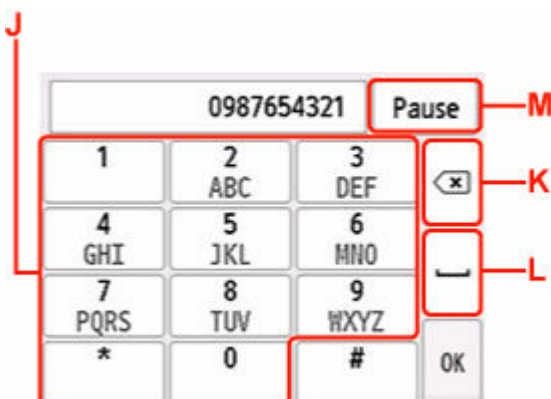 J
0987654321 Pause M
1 2 3
ABC DEF K
4 5 6
GHI JKL MNO L
7 8 9
PQRS TUV WXYZ
* 0 # OK